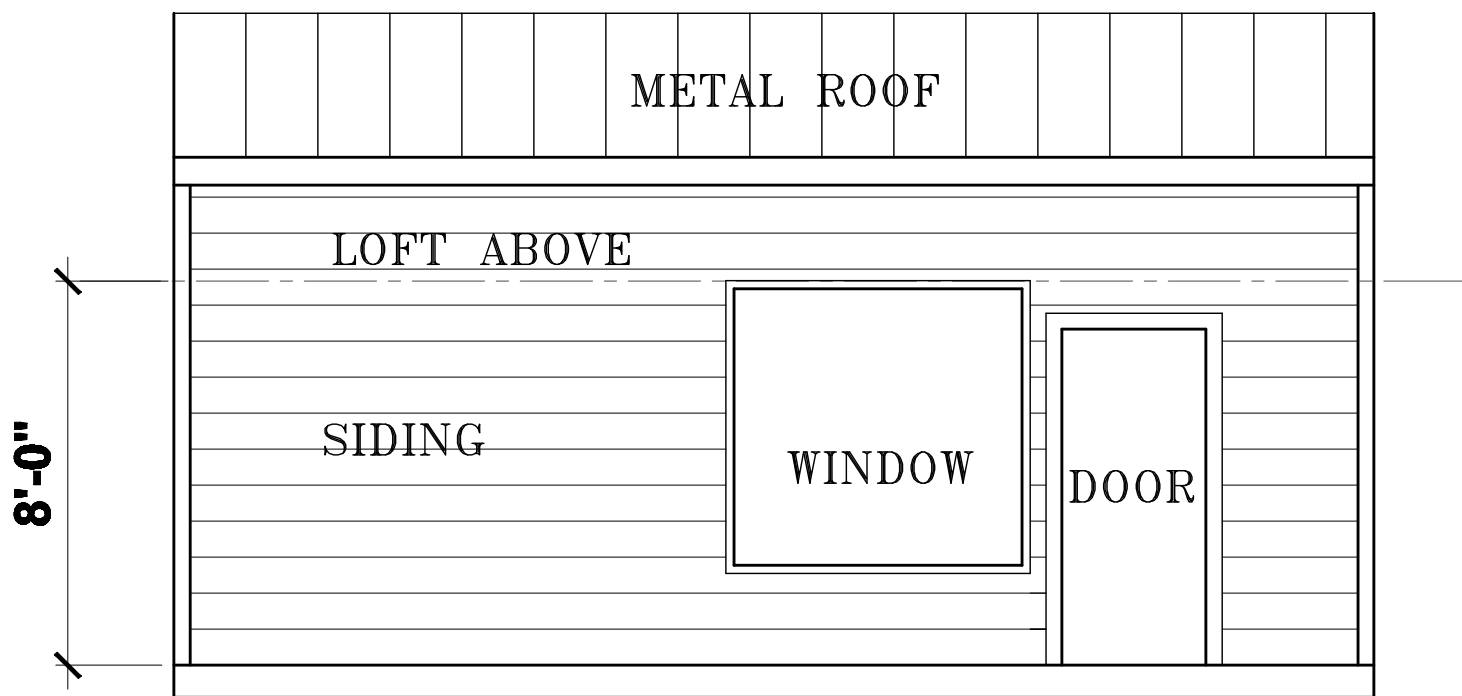 METAL ROOF
LOFT ABOVE
8'-0"
SIDING
WINDOW
DOOR